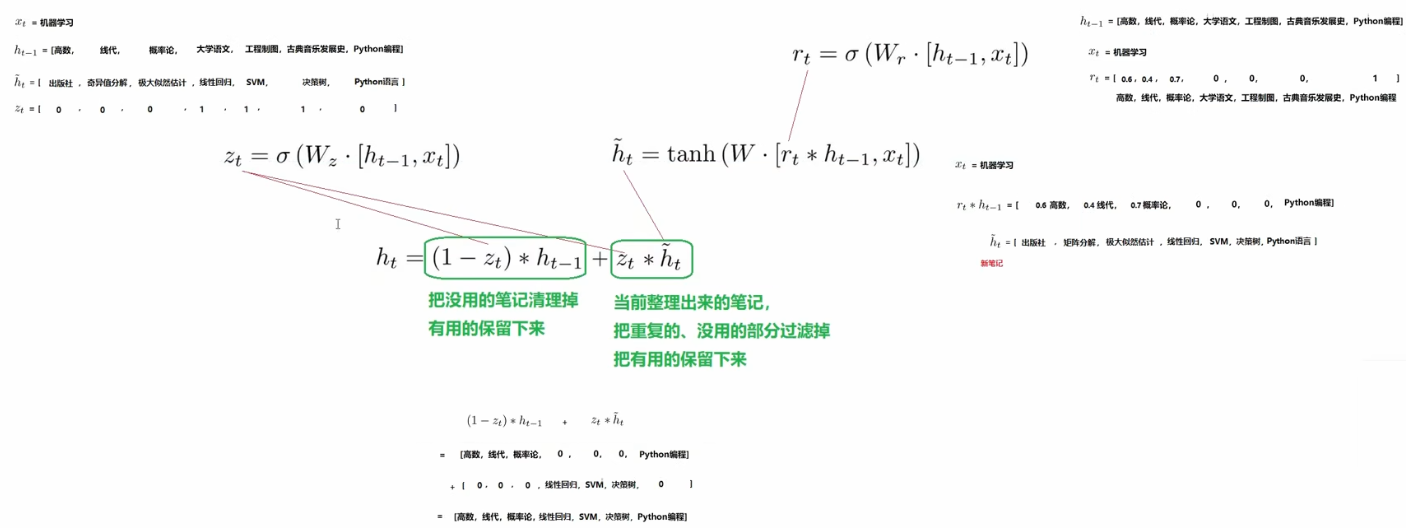 x_t = 机器学习
h_{t-1} = [高数, 线代, 概率论, 大学语文, 工程制图, 古典音乐发展史, Python编程]
h̃_t = [ 出版社 , 奇异值分解, 极大似然估计 , 线性回归, SVM, 决策树, Python语言 ]
z_t = [ 0 , 0 , 0 , 1 , 1 , 1 , 0 ]
r_t = σ (W_r · [h_{t-1}, x_t])
h_{t-1} = [高数, 线代, 概率论, 大学语文, 工程制图, 古典音乐发展史, Python编程]
x_t = 机器学习
r_t = [ 0.6 , 0.4 , 0.7, 0 , 0, 0, 1 ]
高数, 线代, 概率论, 大学语文, 工程制图, 古典音乐发展史, Python编程
z_t = σ (W_z · [h_{t-1}, x_t])
h̃_t = tanh (W · [r_t * h_{t-1}, x_t])
x_t = 机器学习
r_t * h_{t-1} = [ 0.6 高数, 0.4 线代, 0.7 概率论, 0 , 0, 0, Python编程]
h̃_t = [ 出版社 , 矩阵分解, 极大似然估计 , 线性回归, SVM, 决策树, Python语言 ]
新笔记
h_t = (1 − z_t) * h_{t-1} + z_t * h̃_t
把没用的笔记清理掉
有用的保留下来
当前整理出来的笔记,
把重复的、没用的部分过滤掉
把有用的保留下来
(1 − z_t) * h_{t-1} + z_t * h̃_t
= [高数, 线代, 概率论, 0 , 0, 0, Python编程]
+ [ 0 , 0 , 0 , 线性回归, SVM, 决策树, 0 ]
= [高数, 线代, 概率论, 线性回归, SVM, 决策树, Python编程]